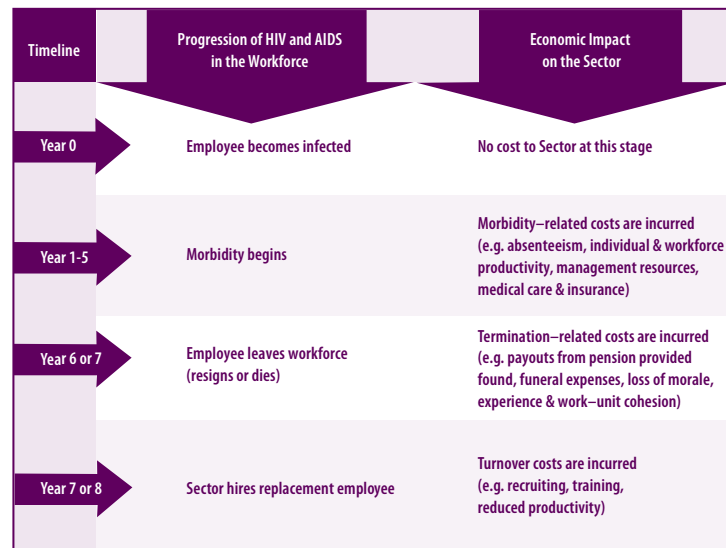 Timeline
Progression of HIV and AIDS
in the Workforce
Economic Impact
on the Sector
Year 0
Employee becomes infected
No cost to Sector at this stage
Year 1-5
Morbidity begins
Morbidity–related costs are incurred
(e.g. absenteeism, individual & workforce
productivity, management resources,
medical care & insurance)
Year 6 or 7
Employee leaves workforce
(resigns or dies)
Termination–related costs are incurred
(e.g. payouts from pension provided
found, funeral expenses, loss of morale,
experience & work–unit cohesion)
Year 7 or 8
Sector hires replacement employee
Turnover costs are incurred
(e.g. recruiting, training,
reduced productivity)